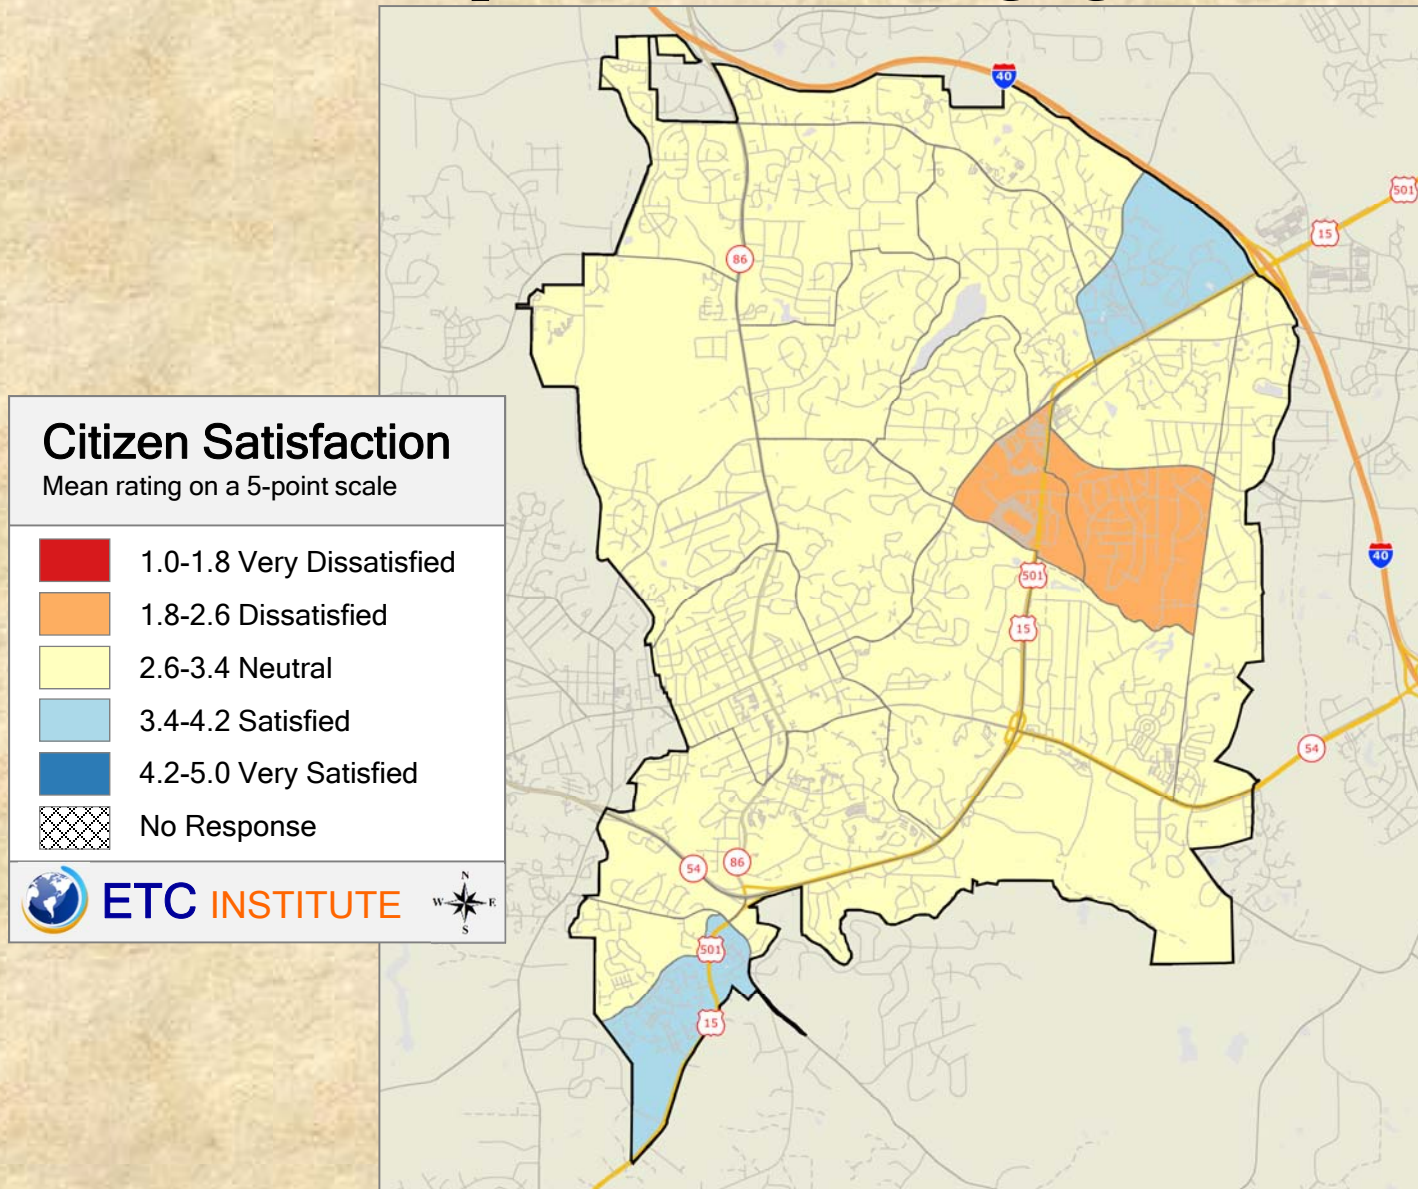 Citizen Satisfaction
Mean rating on a 5-point scale
1.0-1.8 Very Dissatisfied
1.8-2.6 Dissatisfied
2.6-3.4 Neutral
3.4-4.2 Satisfied
4.2-5.0 Very Satisfied
No Response
ETC INSTITUTE
N
W E
S
40
501
15
86
40
501
15
54
54
86
501
15